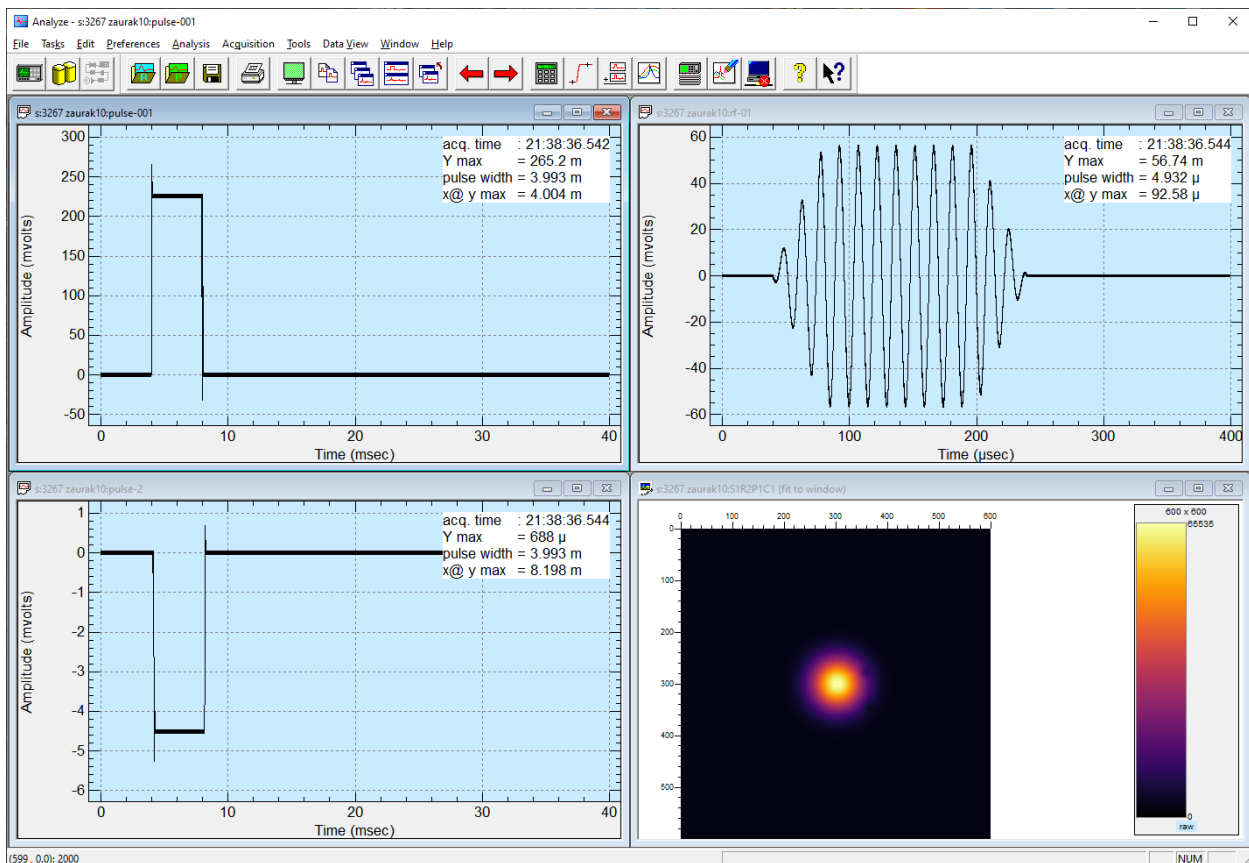 Analyze - s:3267 zaurak10:pulse-001
File Tasks Edit Preferences Analysis Acquisition Tools Data View Window Help
s:3267 zaurak10:pulse-001
acq. time : 21:38:36.542
Y max = 265.2 m
pulse width = 3.993 m
x@ y max = 4.004 m
300
250
200
150
100
50
0
-50
Amplitude (mvolts)
0 10 20 30 40
Time (msec)
s:3267 zaurak10:rf-01
acq. time : 21:38:36.544
Y max = 56.74 m
pulse width = 4.932 µ
x@ y max = 92.58 µ
60
40
20
0
-20
-40
-60
Amplitude (mvolts)
0 100 200 300 400
Time (µsec)
s:3267 zaurak10:pulse-2
acq. time : 21:38:36.544
Y max = 688 µ
pulse width = 3.993 m
x@ y max = 8.198 m
1
0
-1
-2
-3
-4
-5
-6
Amplitude (mvolts)
0 10 20 30 40
Time (msec)
s:3267 zaurak10:S1R2P1C1 (fit to window)
0 100 200 300 400 500 600
0
100
200
300
400
500
600 x 600
65535
0
raw
(599 , 0.0): 2000
NUM